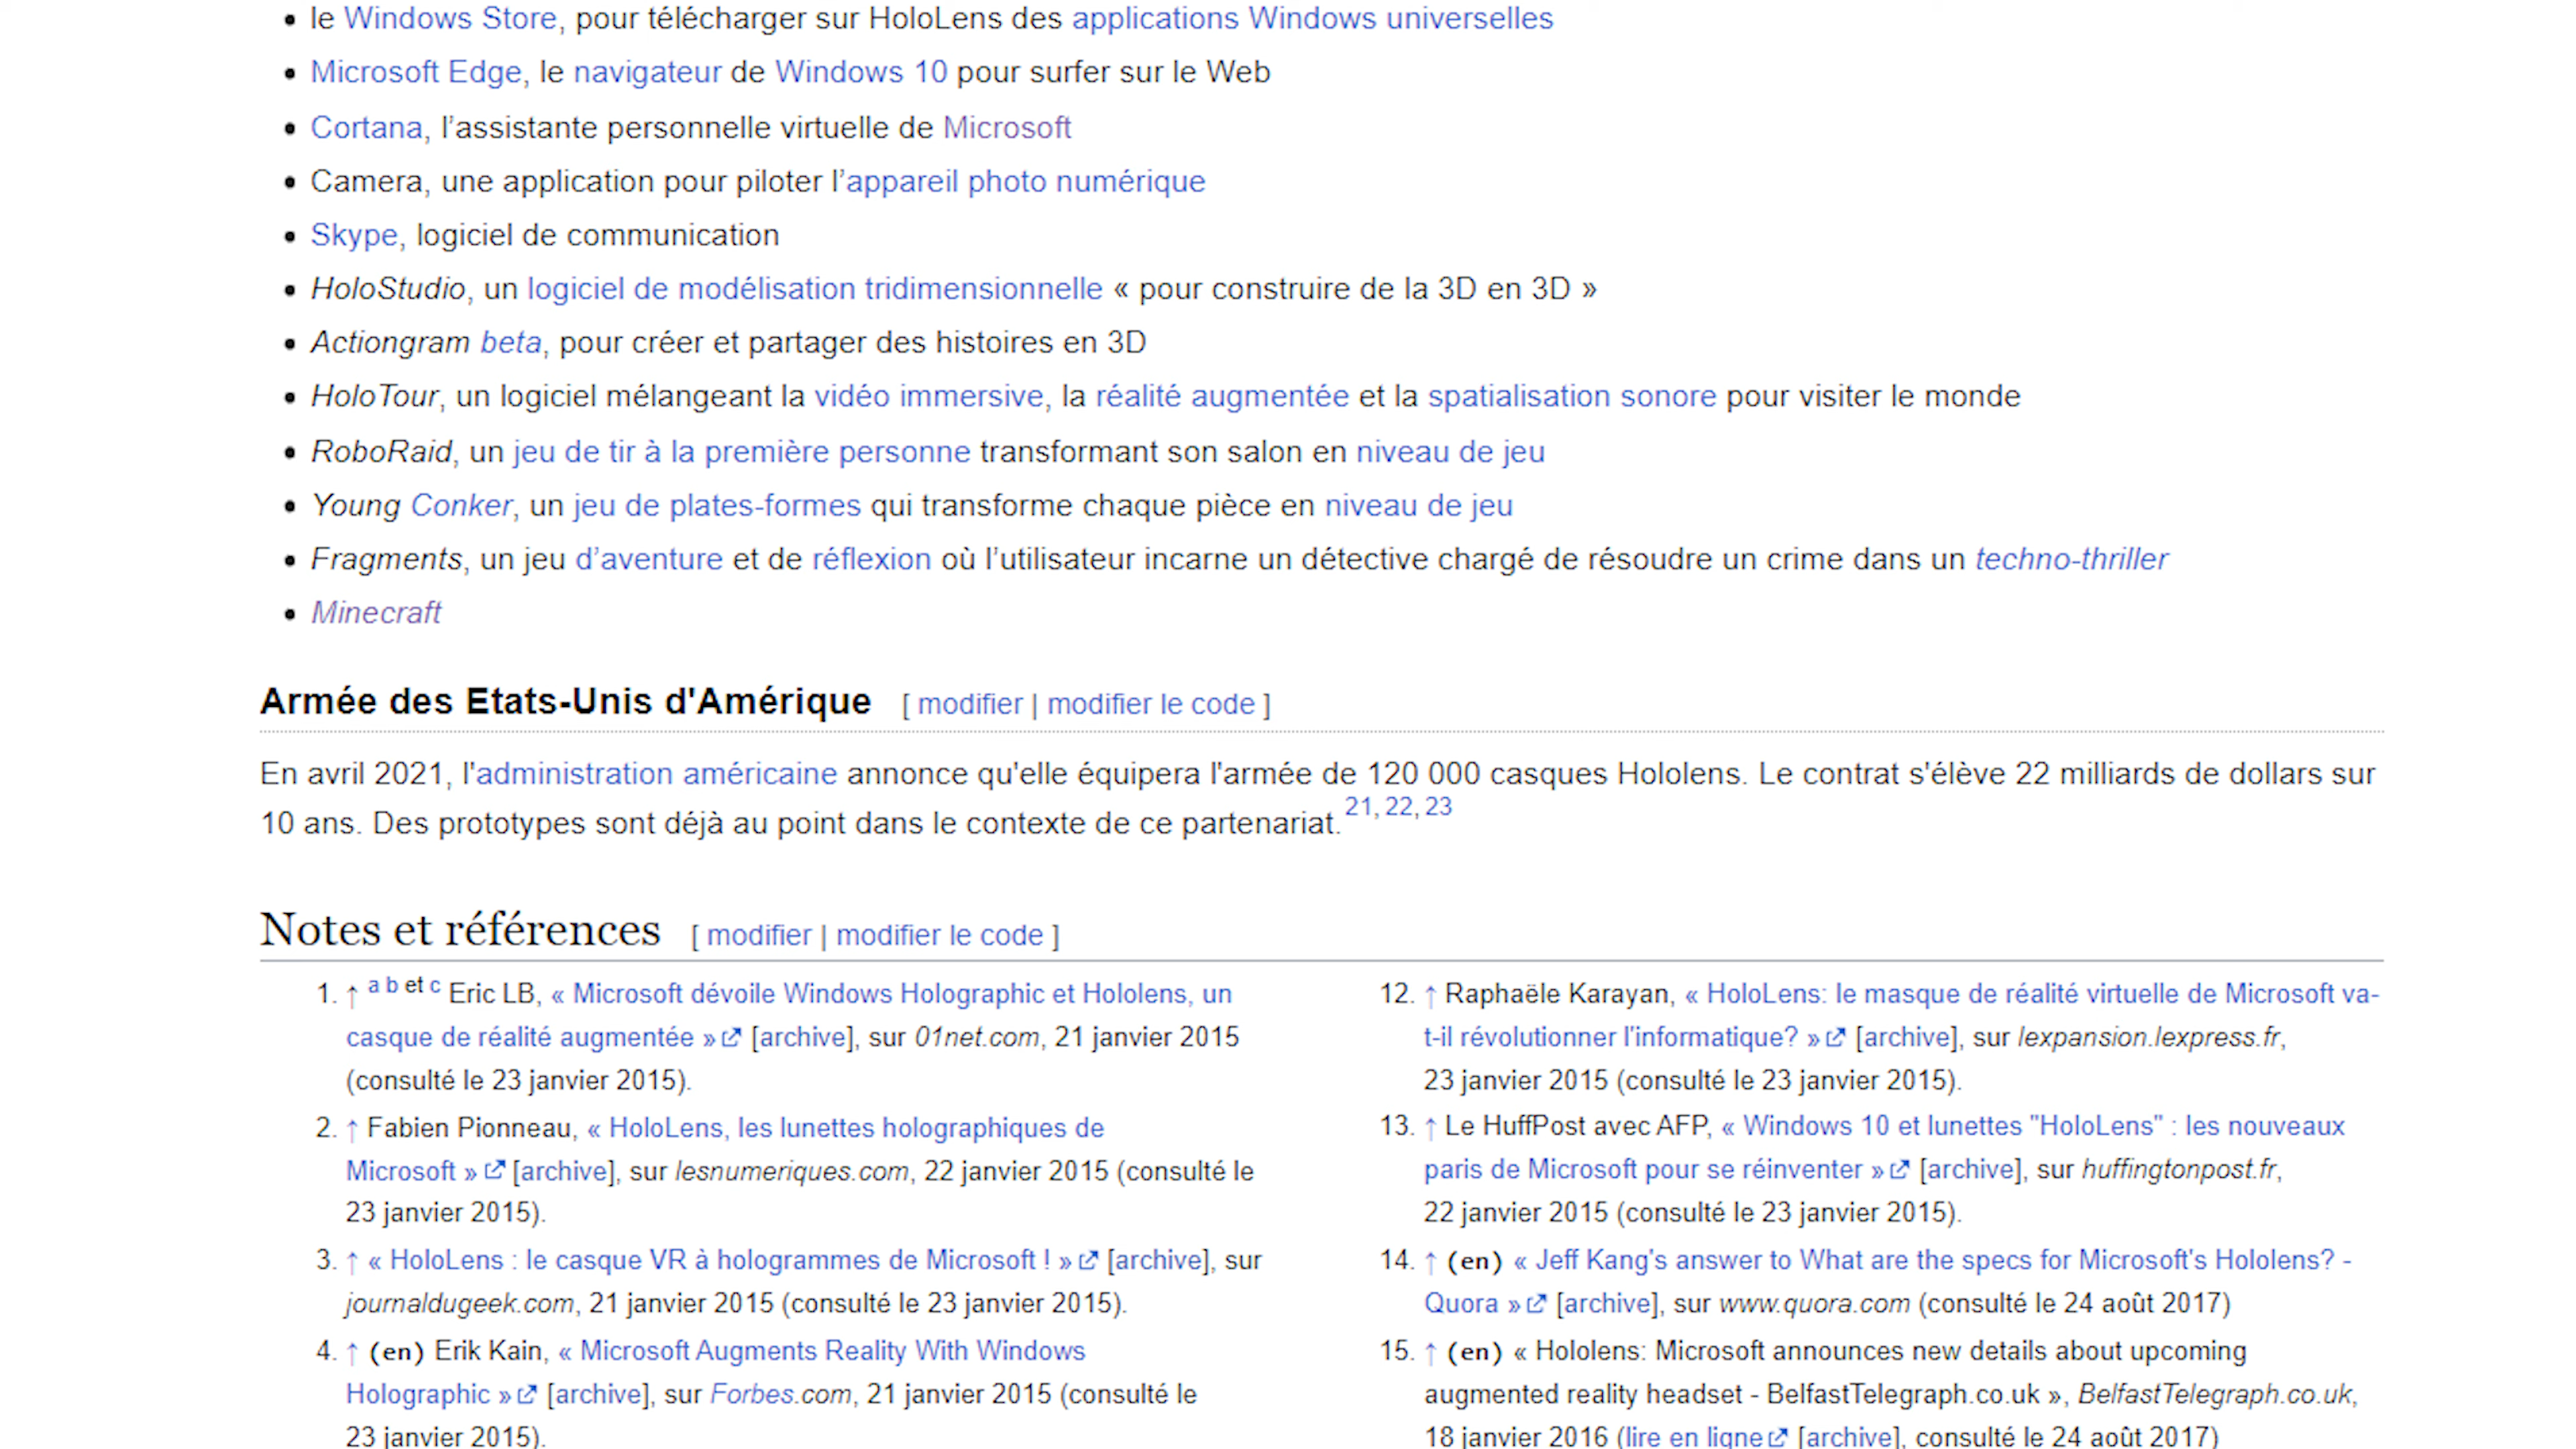 • le Windows Store, pour télécharger sur HoloLens des applications Windows universelles
• Microsoft Edge, le navigateur de Windows 10 pour surfer sur le Web
• Cortana, l’assistante personnelle virtuelle de Microsoft
• Camera, une application pour piloter l’appareil photo numérique
• Skype, logiciel de communication
• HoloStudio, un logiciel de modélisation tridimensionnelle « pour construire de la 3D en 3D »
• Actiongram beta, pour créer et partager des histoires en 3D
• HoloTour, un logiciel mélangeant la vidéo immersive, la réalité augmentée et la spatialisation sonore pour visiter le monde
• RoboRaid, un jeu de tir à la première personne transformant son salon en niveau de jeu
• Young Conker, un jeu de plates-formes qui transforme chaque pièce en niveau de jeu
• Fragments, un jeu d’aventure et de réflexion où l’utilisateur incarne un détective chargé de résoudre un crime dans un techno-thriller
• Minecraft
Armée des Etats-Unis d'Amérique [ modifier | modifier le code ]
En avril 2021, l'administration américaine annonce qu'elle équipera l'armée de 120 000 casques Hololens. Le contrat s'élève 22 milliards de dollars sur
10 ans. Des prototypes sont déjà au point dans le contexte de ce partenariat. 21, 22, 23
Notes et références [ modifier | modifier le code ]
1. ↑ a b et c Eric LB, « Microsoft dévoile Windows Holographic et Hololens, un
casque de réalité augmentée » [archive], sur 01net.com, 21 janvier 2015
(consulté le 23 janvier 2015).
2. ↑ Fabien Pionneau, « HoloLens, les lunettes holographiques de
Microsoft » [archive], sur lesnumeriques.com, 22 janvier 2015 (consulté le
23 janvier 2015).
3. ↑ « HoloLens : le casque VR à hologrammes de Microsoft ! » [archive], sur
journaldugeek.com, 21 janvier 2015 (consulté le 23 janvier 2015).
4. ↑ (en) Erik Kain, « Microsoft Augments Reality With Windows
Holographic » [archive], sur Forbes.com, 21 janvier 2015 (consulté le
23 janvier 2015).
12. ↑ Raphaële Karayan, « HoloLens: le masque de réalité virtuelle de Microsoft va-
t-il révolutionner l'informatique? » [archive], sur lexpansion.lexpress.fr,
23 janvier 2015 (consulté le 23 janvier 2015).
13. ↑ Le HuffPost avec AFP, « Windows 10 et lunettes "HoloLens" : les nouveaux
paris de Microsoft pour se réinventer » [archive], sur huffingtonpost.fr,
22 janvier 2015 (consulté le 23 janvier 2015).
14. ↑ (en) « Jeff Kang's answer to What are the specs for Microsoft's Hololens? -
Quora » [archive], sur www.quora.com (consulté le 24 août 2017)
15. ↑ (en) « Hololens: Microsoft announces new details about upcoming
augmented reality headset - BelfastTelegraph.co.uk », BelfastTelegraph.co.uk,
18 janvier 2016 (lire en ligne [archive], consulté le 24 août 2017)